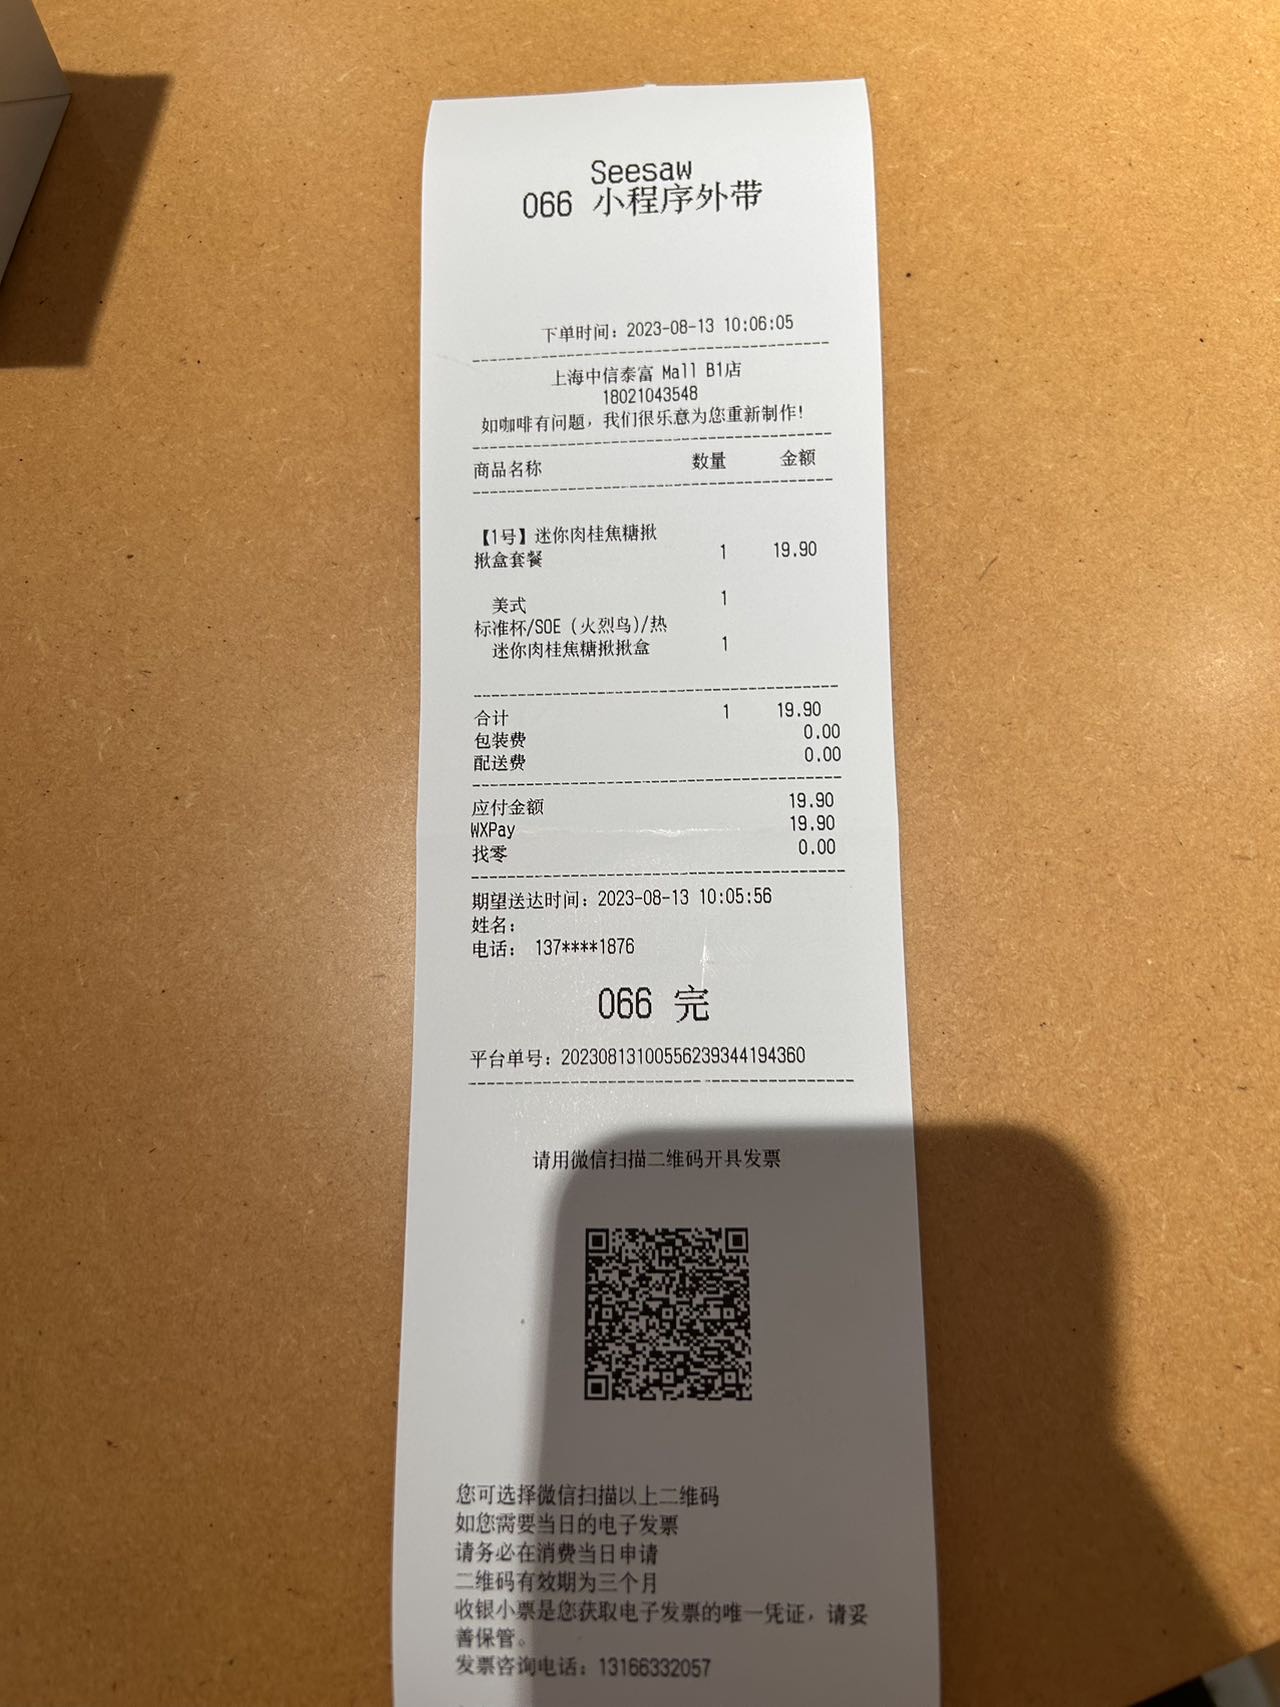 Seesaw
066 小程序外带
下单时间：2023-08-13 10:06:05
上海中信泰富 Mall B1店
18021043548
如咖啡有问题，我们很乐意为您重新制作!
商品名称 数量 金额
【1号】迷你肉桂焦糖揪
揪盒套餐 1 19.90
美式 1
标准杯/SOE（火烈鸟)/热
迷你肉桂焦糖揪揪盒 1
合计 1 19.90
包装费 0.00
配送费 0.00
应付金额 19.90
WXPay 19.90
找零 0.00
期望送达时间：2023-08-13 10:05:56
姓名：
电话： 137****1876
066 完
平台单号：20230813100556239344194360
请用微信扫描二维码开具发票
您可选择微信扫描以上二维码
如您需要当日的电子发票
请务必在消费当日申请
二维码有效期为三个月
收银小票是您获取电子发票的唯一凭证，请妥
善保管。
发票咨询电话：13166332057